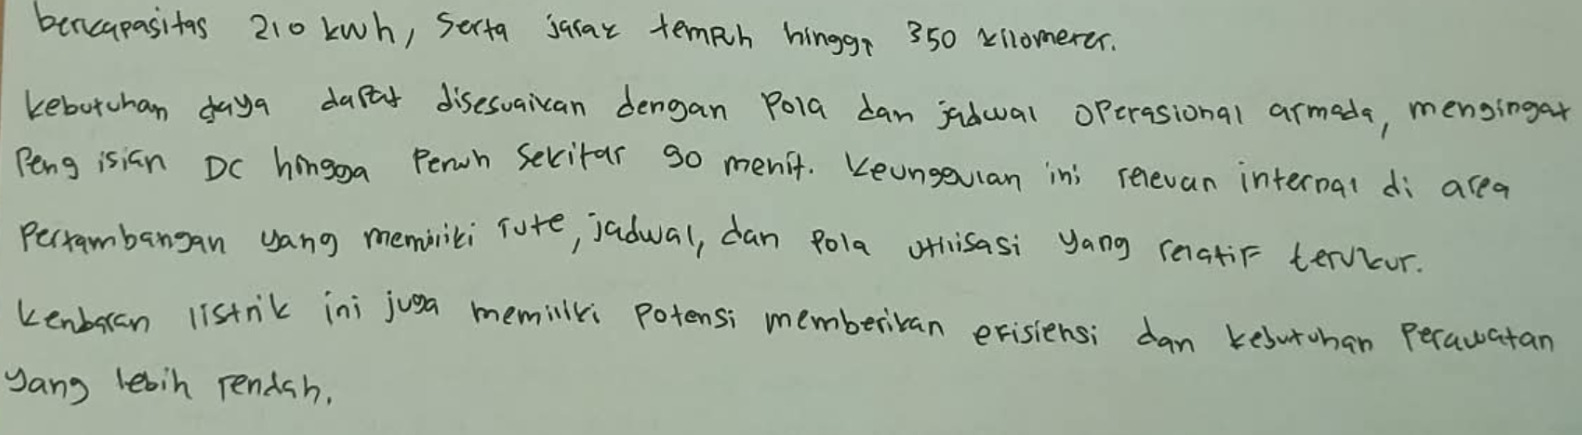 bercapasitas 210 kwh, serta jarak tempuh hingga 350 kilometer.
kebutuhan daya dapat disesuaikan dengan pola dan jadwal operasional armada, mengingat
Pengisian DC hingga Penuh sekitar 90 menit. Keunggulan ini relevan internal di area
Pertambangan yang memiliki rute, jadwal, dan pola utilisasi yang relatif terukur.
kenbaran listrik ini juga memiliki potensi memberikan efisiensi dan kebutuhan Perawatan
yang lebih rendah.